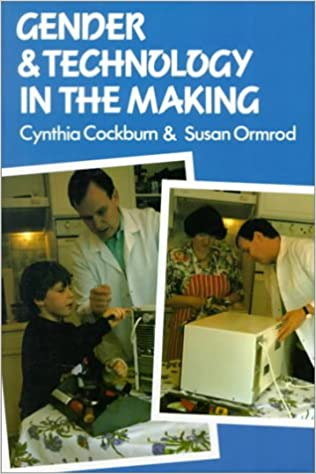 GENDER
& TECHNOLOGY
IN THE MAKING
Cynthia Cockburn & Susan Ormrod